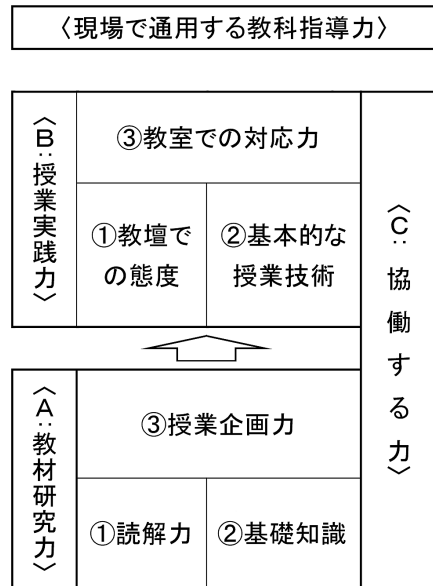 〈現場で通用する教科指導力〉
〈B:授業実践力〉
③教室での対応力
①教壇で
の態度
②基本的な
授業技術
〈C:協働する力〉
〈A:教材研究力〉
③授業企画力
①読解力
②基礎知識